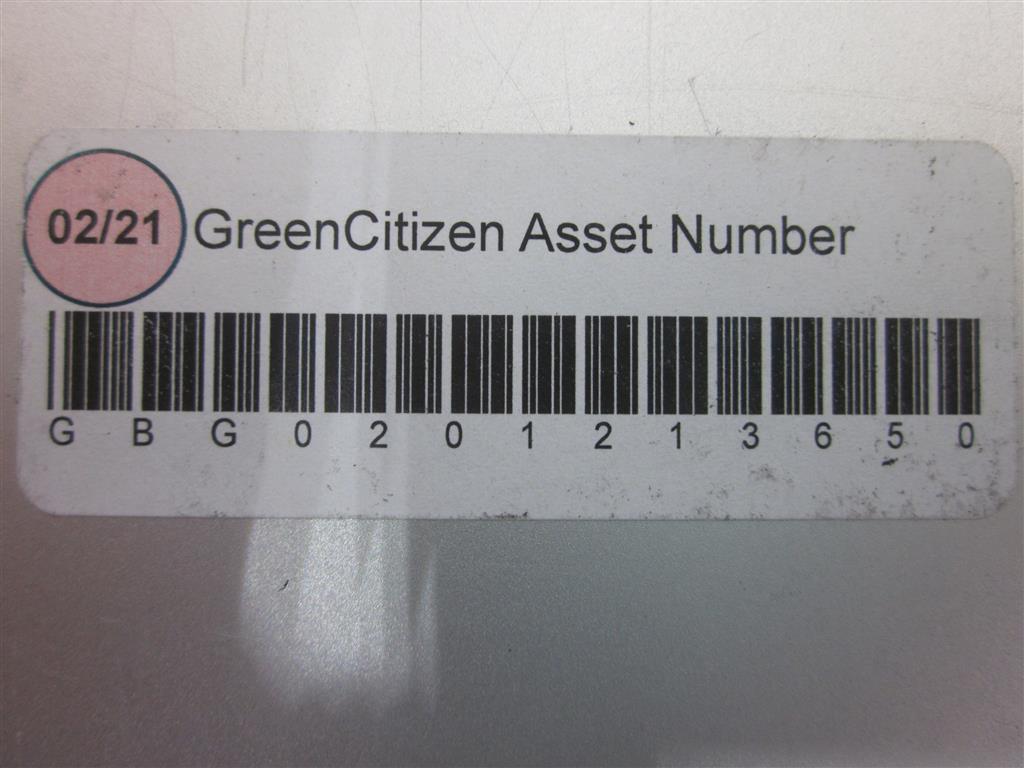 02/21 GreenCitizen Asset Number
G B G 0 2 0 1 2 1 3 6 5 0